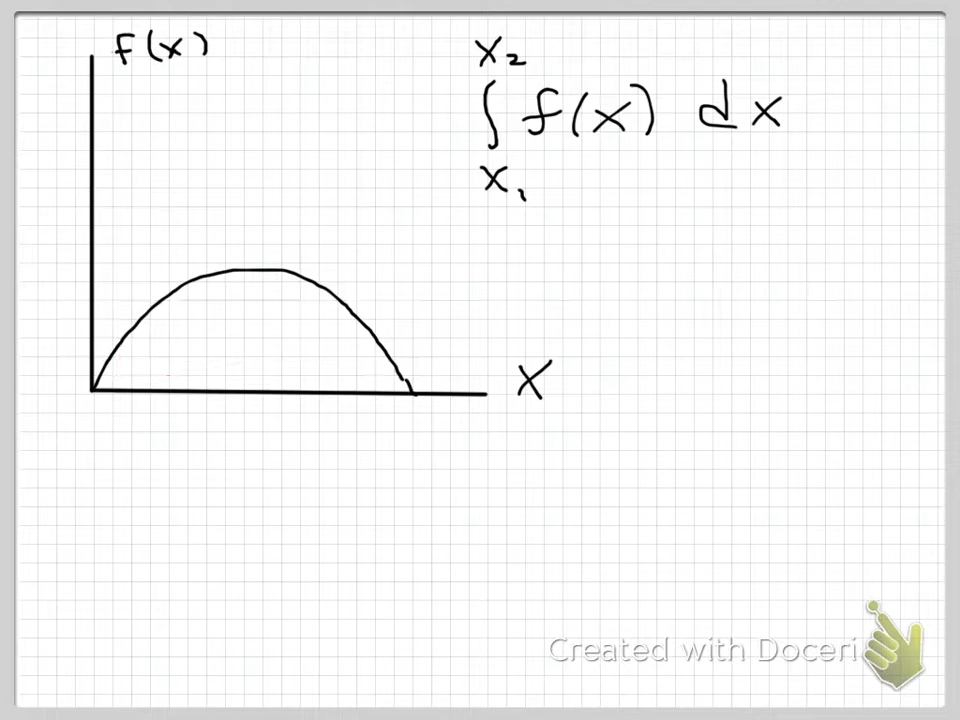 F(x)
x₂
∫ f(x) dx
x₁
X
Created with Doceri